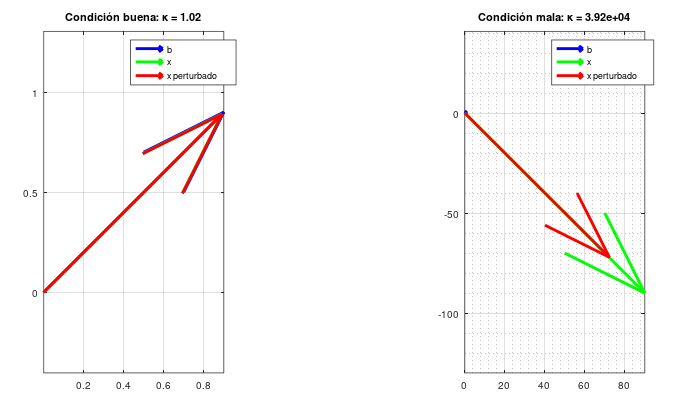 Condición buena: κ = 1.02
b
x
x perturbado
1
0.5
0
0.2
0.4
0.6
0.8
Condición mala: κ = 3.92e+04
b
x
x perturbado
0
-50
-100
0
20
40
60
80